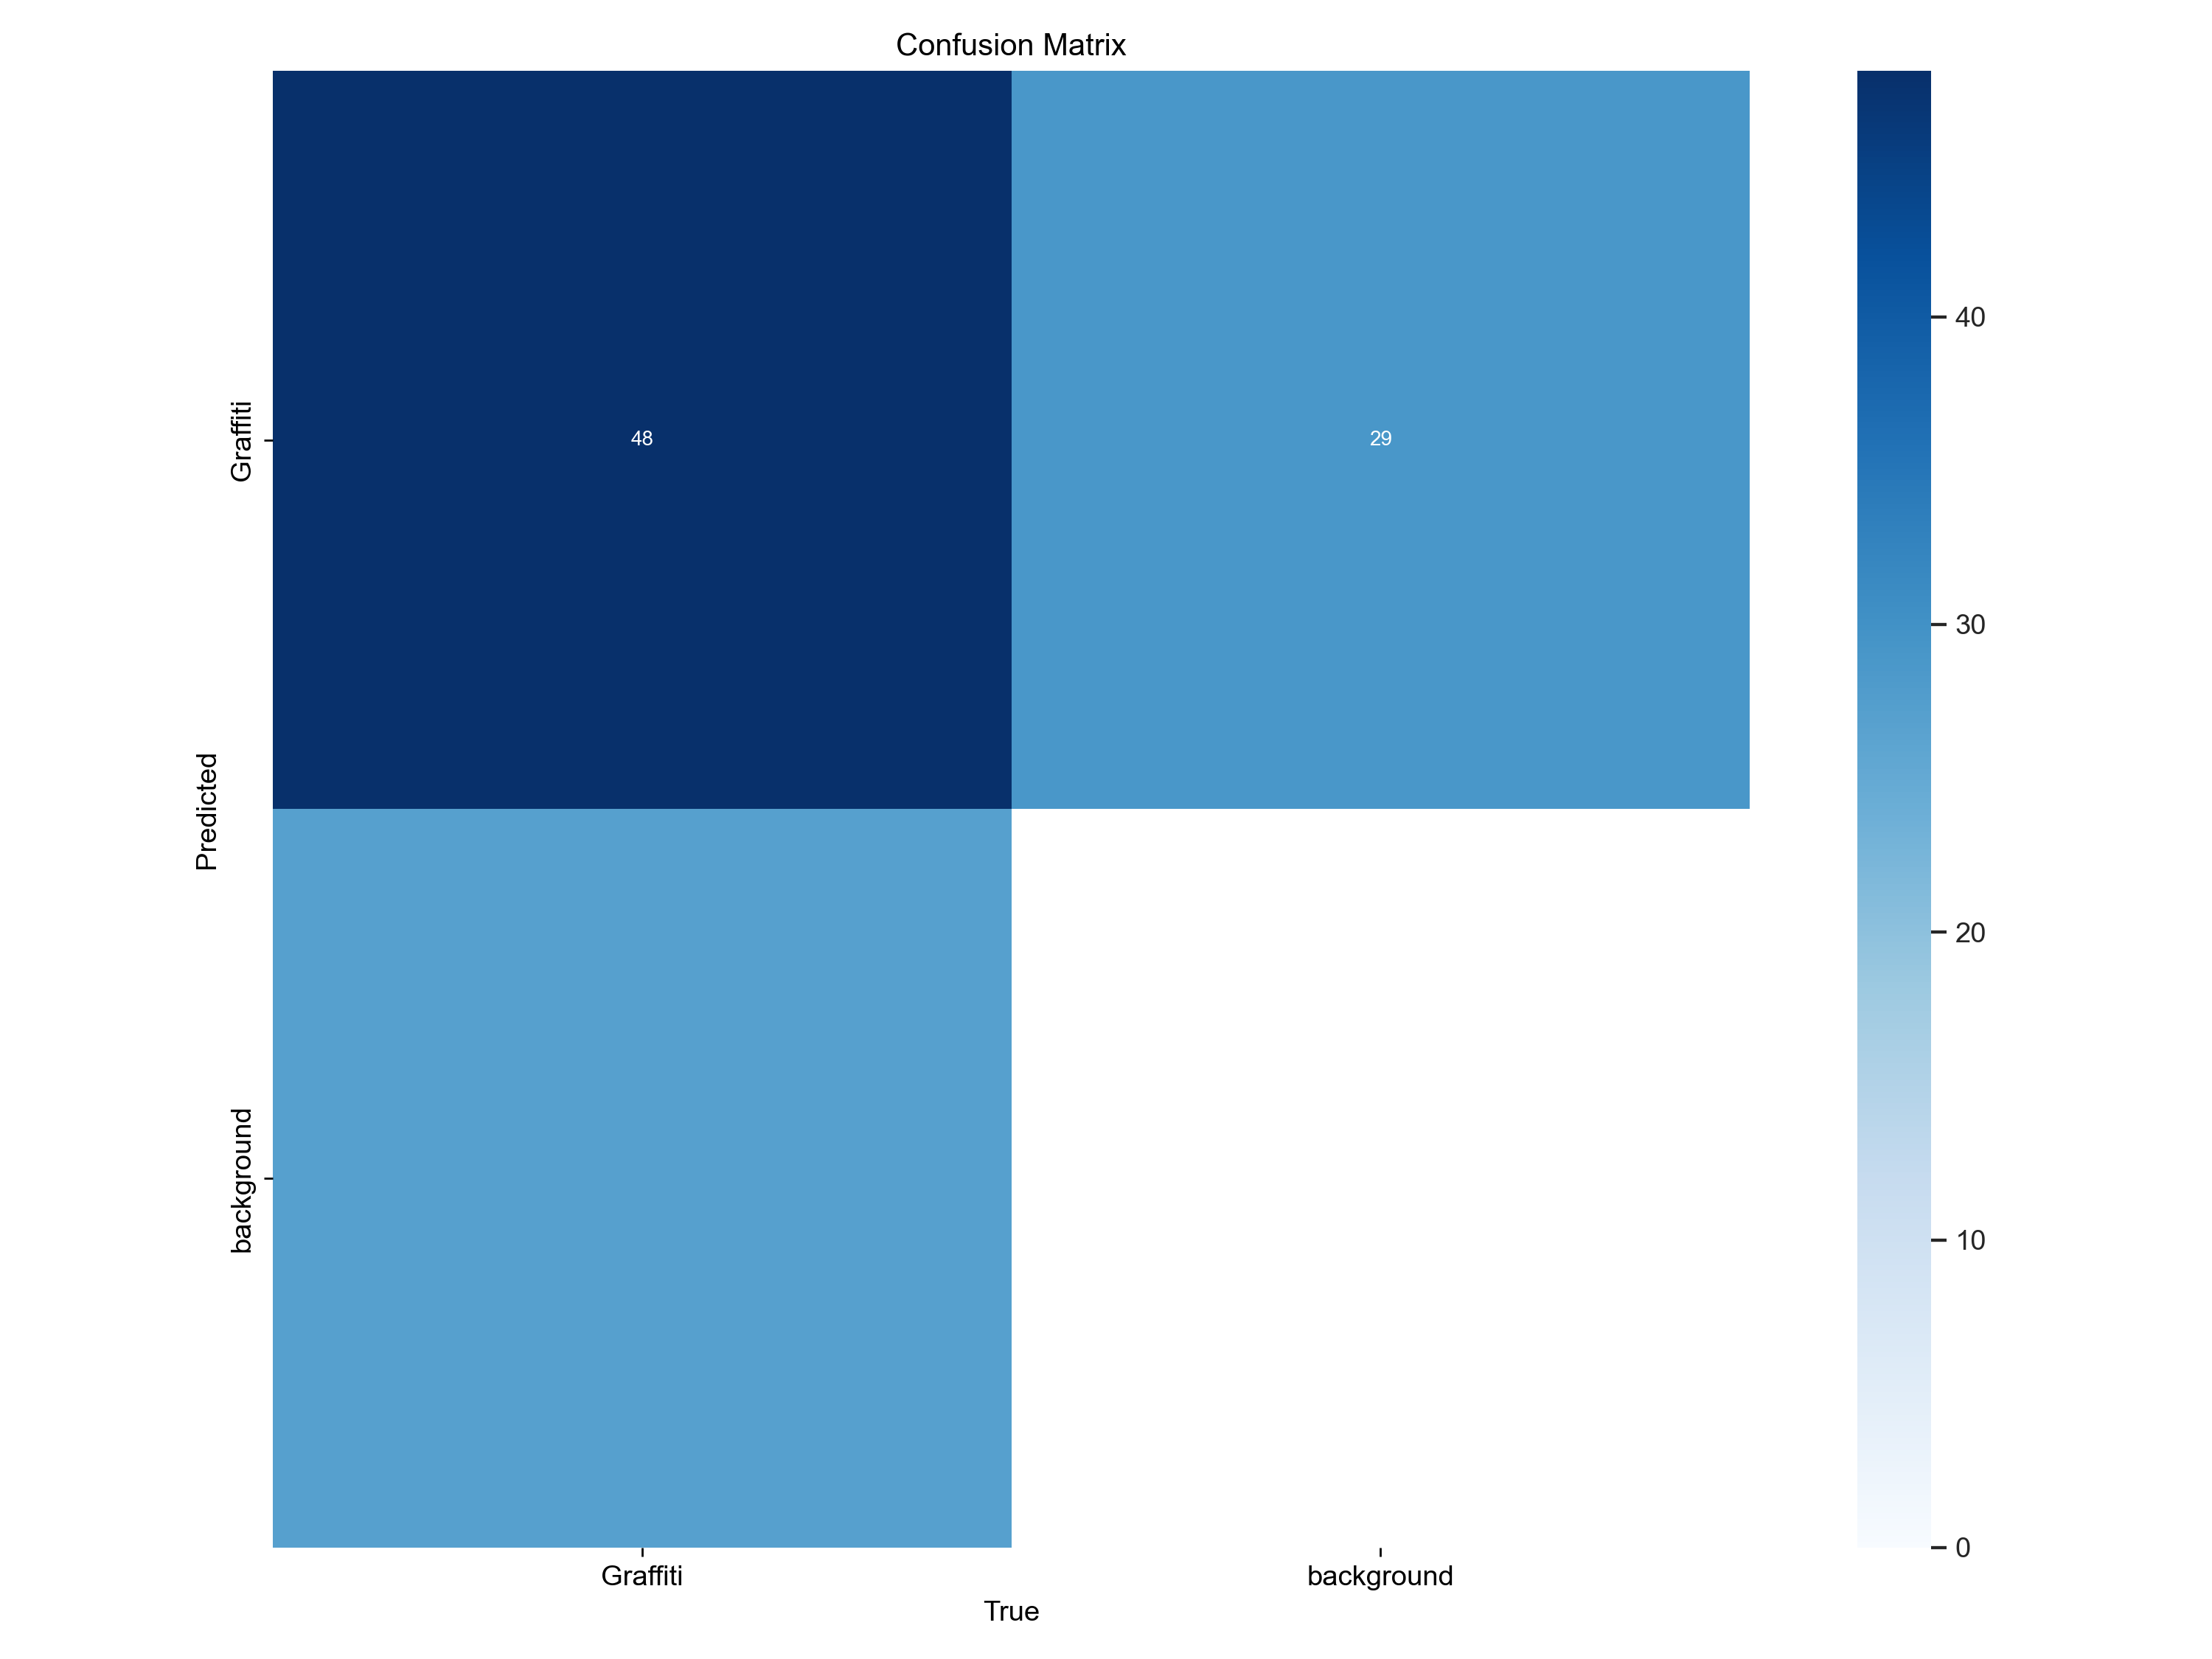 Confusion Matrix
Graffiti
48
29
40
30
20
10
0
Predicted
background
Graffiti
background
True